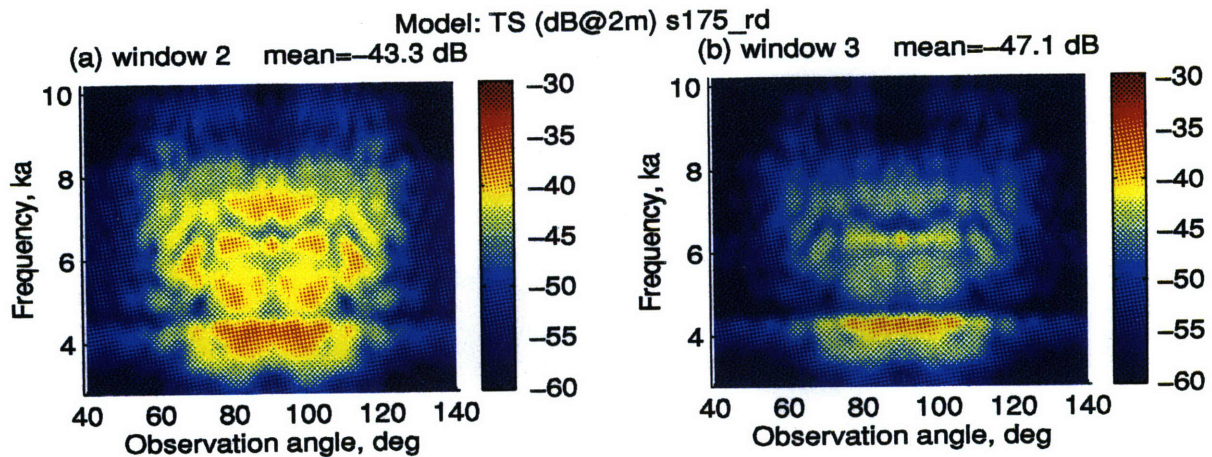 Model: TS (dB@2m) s175_rd
(a) window 2 mean=−43.3 dB
(b) window 3 mean=−47.1 dB
Frequency, ka
10
8
6
4
40 60 80 100 120 140
Observation angle, deg
−30
−35
−40
−45
−50
−55
−60
Frequency, ka
10
8
6
4
40 60 80 100 120 140
Observation angle, deg
−30
−35
−40
−45
−50
−55
−60